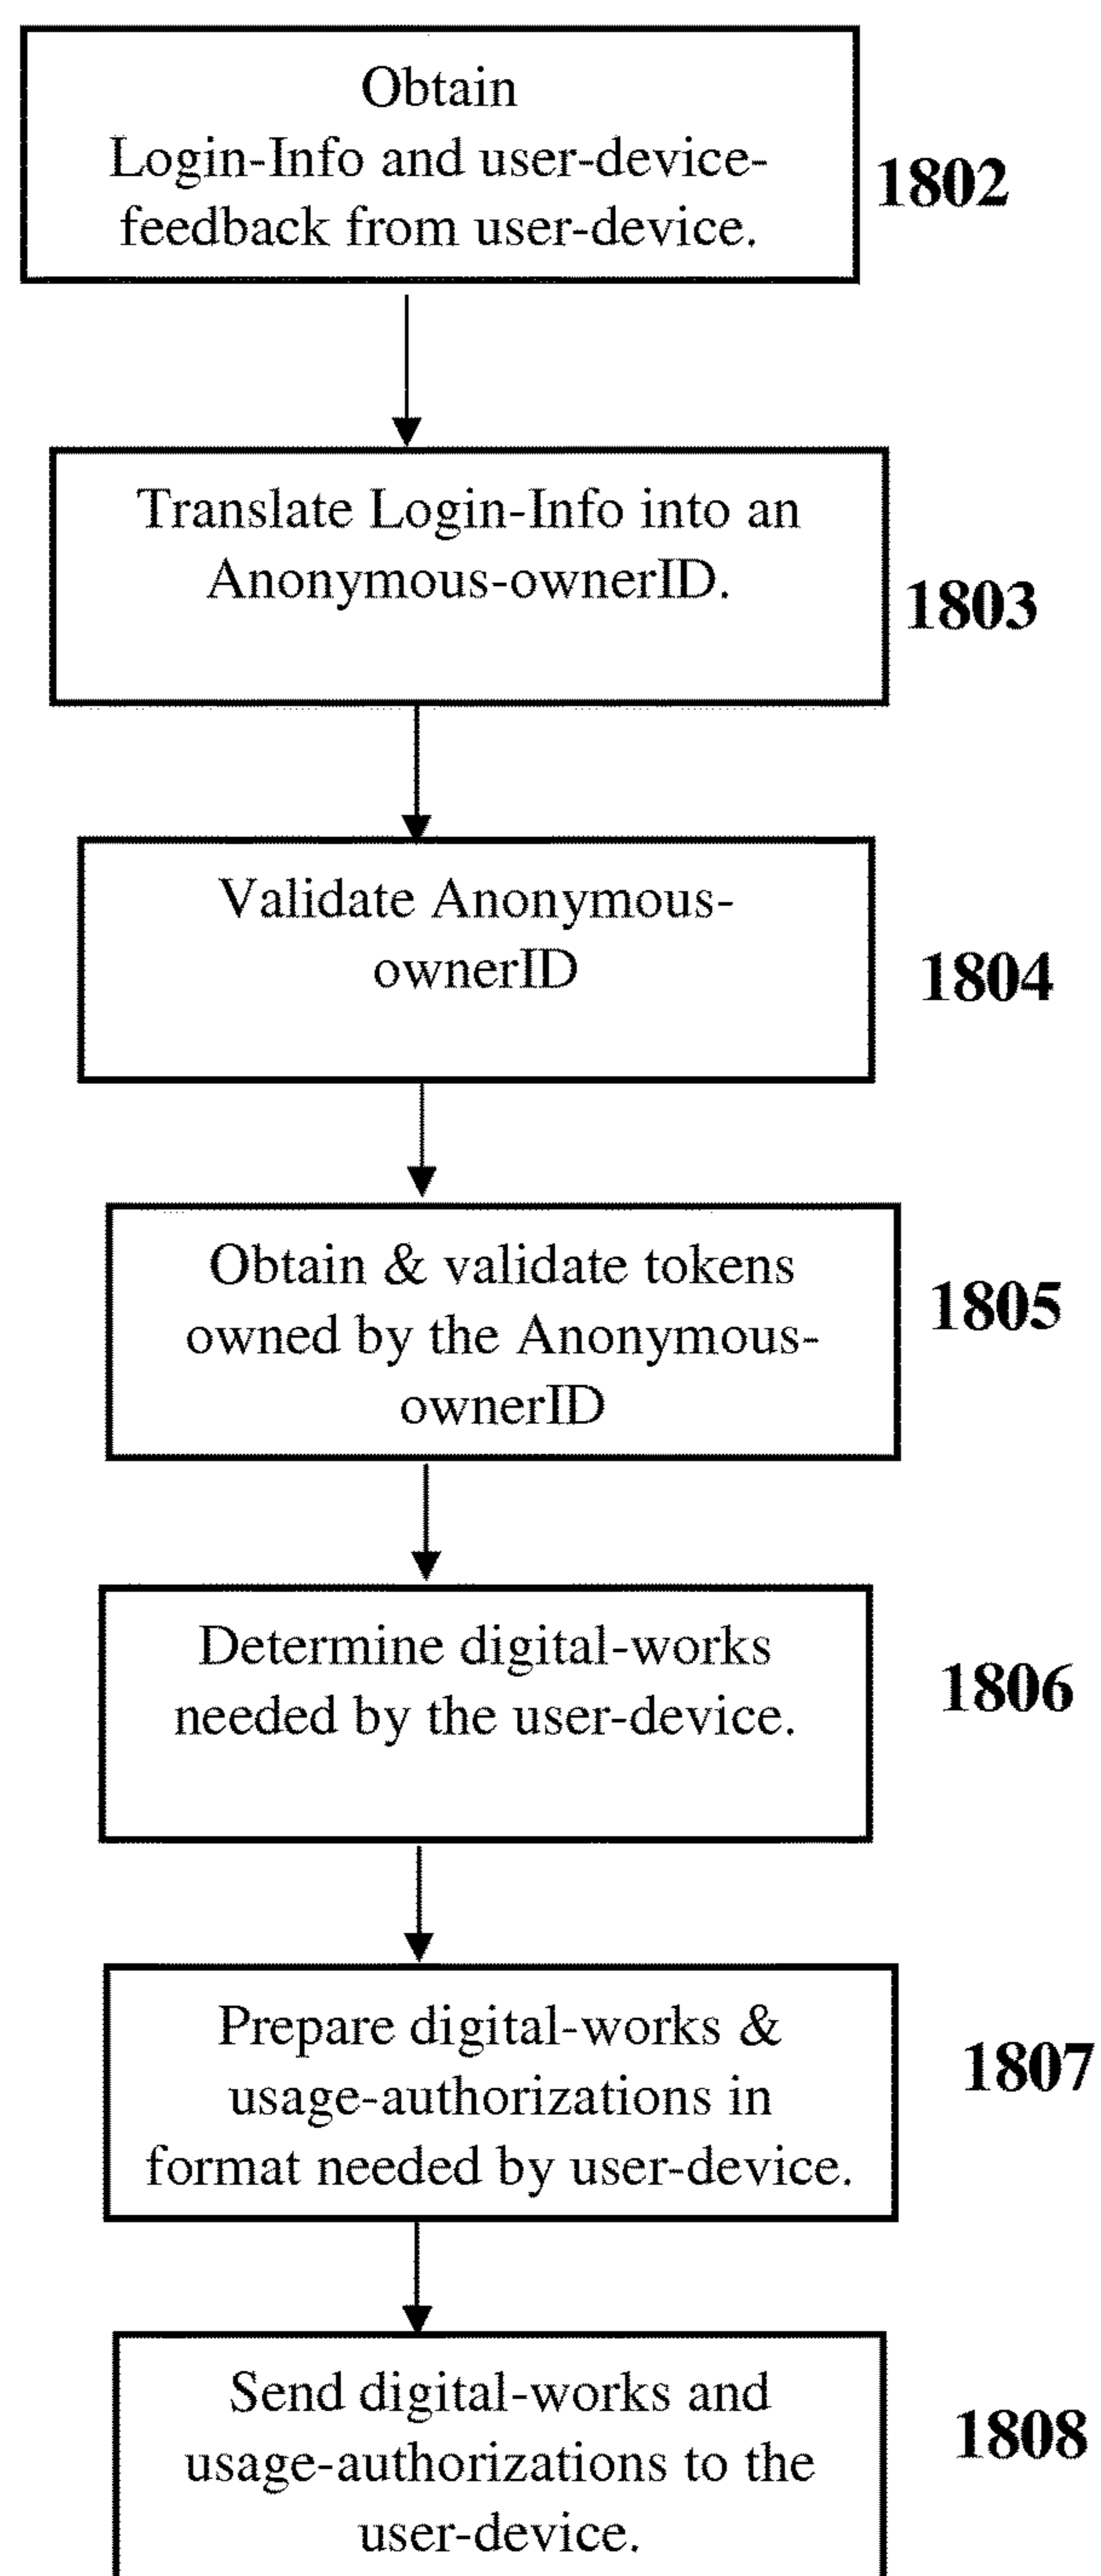 Obtain
Login-Info and user-device-
feedback from user-device.
1802
Translate Login-Info into an
Anonymous-ownerID.
1803
Validate Anonymous-
ownerID
1804
Obtain & validate tokens
owned by the Anonymous-
ownerID
1805
Determine digital-works
needed by the user-device.
1806
Prepare digital-works &
usage-authorizations in
format needed by user-device.
1807
Send digital-works and
usage-authorizations to the
user-device.
1808